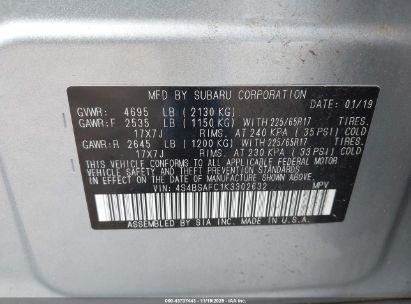 MFD BY SUBARU CORPORATION
GVWR: 4695 LB (2130 KG) DATE: 01/19
GAWR:F 2535 LB (1150 KG) WITH 225/65R17 TIRES.
17X7J RIMS. AT 240 KPA (35 PSI) COLD
GAWR:R 2645 LB (1200 KG) WITH 225/65R17 TIRES.
17X7J RIMS. AT 230 KPA (33 PSI) COLD
THIS VEHICLE CONFORMS TO ALL APPLICABLE FEDERAL MOTOR
VEHICLE SAFETY STANDARDS IN EFFECT ON THE DATE OF
MANUFACTURE SHOWN ABOVE.
VIN: 4S4BSAFC1K3302632 MPV
ASSEMBLED BY SIA INC. MADE IN U.S.A.